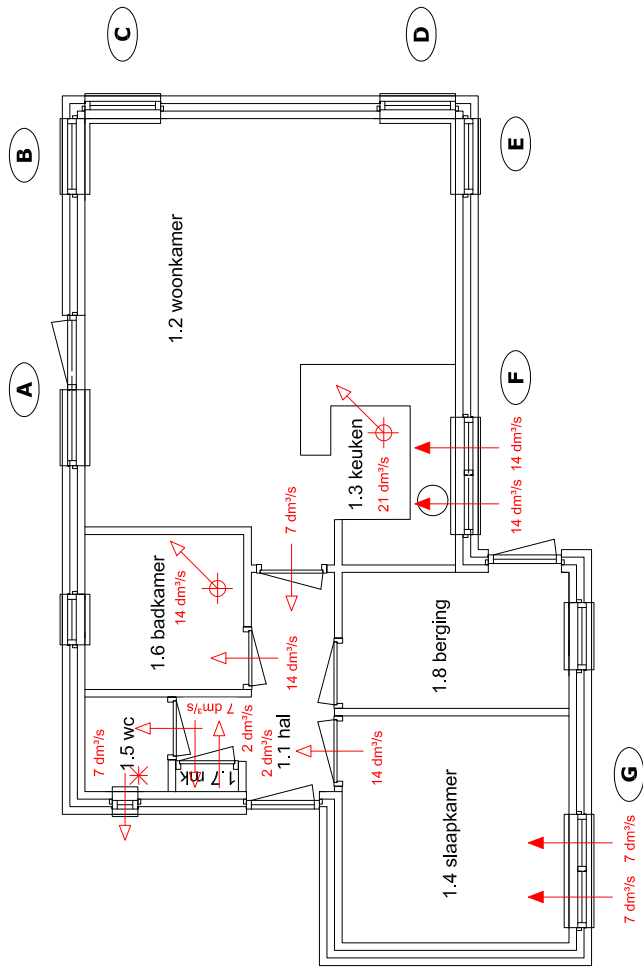 C
D
B
E
A
F
G
1.2 woonkamer
1.3 keuken
21 dm³/s
14 dm³/s
14 dm³/s
7 dm³/s
1.6 badkamer
14 dm³/s
14 dm³/s
1.8 berging
1.5 wc
7 dm³/s
7 dm³/s
2 dm³/s
2 dm³/s
1.7 mk
1.1 hal
14 dm³/s
1.4 slaapkamer
7 dm³/s
7 dm³/s